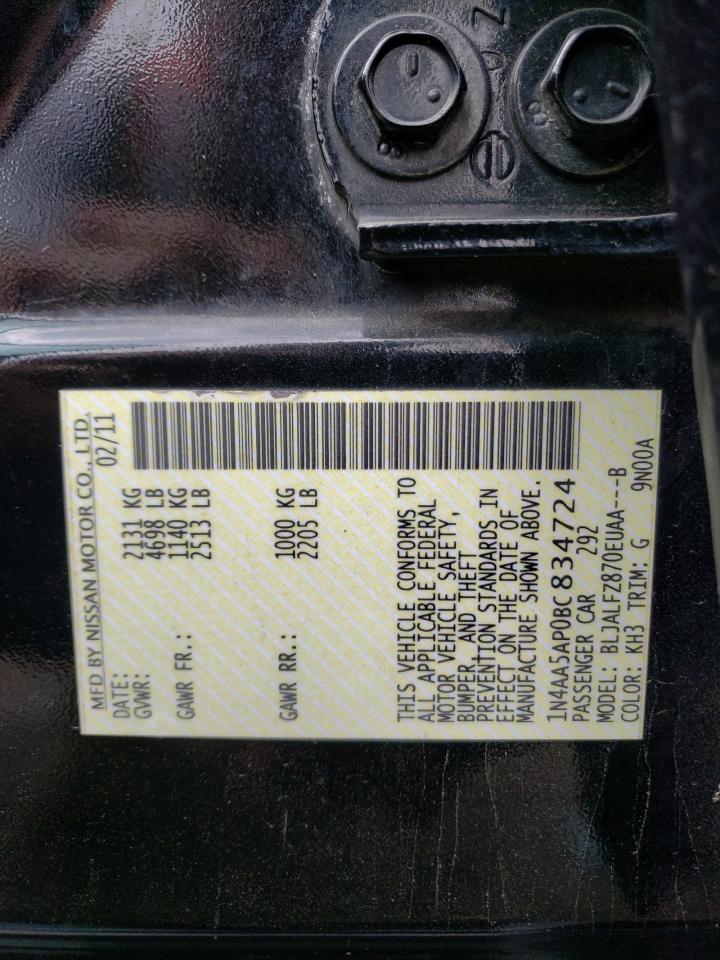 MFD BY NISSAN MOTOR CO., LTD.
DATE: 02/11
GVWR: 2131 KG
4698 LB
GAWR FR.: 1140 KG
2513 LB
GAWR RR.: 1000 KG
2205 LB
THIS VEHICLE CONFORMS TO
ALL APPLICABLE FEDERAL
MOTOR VEHICLE SAFETY,
BUMPER, AND THEFT
PREVENTION STANDARDS IN
EFFECT ON THE DATE OF
MANUFACTURE SHOWN ABOVE.
1N4AA5AP0BC834724
PASSENGER CAR 292
MODEL: BLJALFZ870EUAA---B
COLOR: KH3 TRIM: G 9N00A